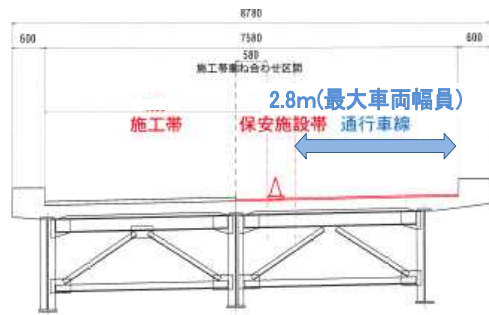 8780
600 7580 600
580
施工帯重ね合わせ区間
2.8m(最大車両幅員)
施工帯 保安施設帯 通行車線